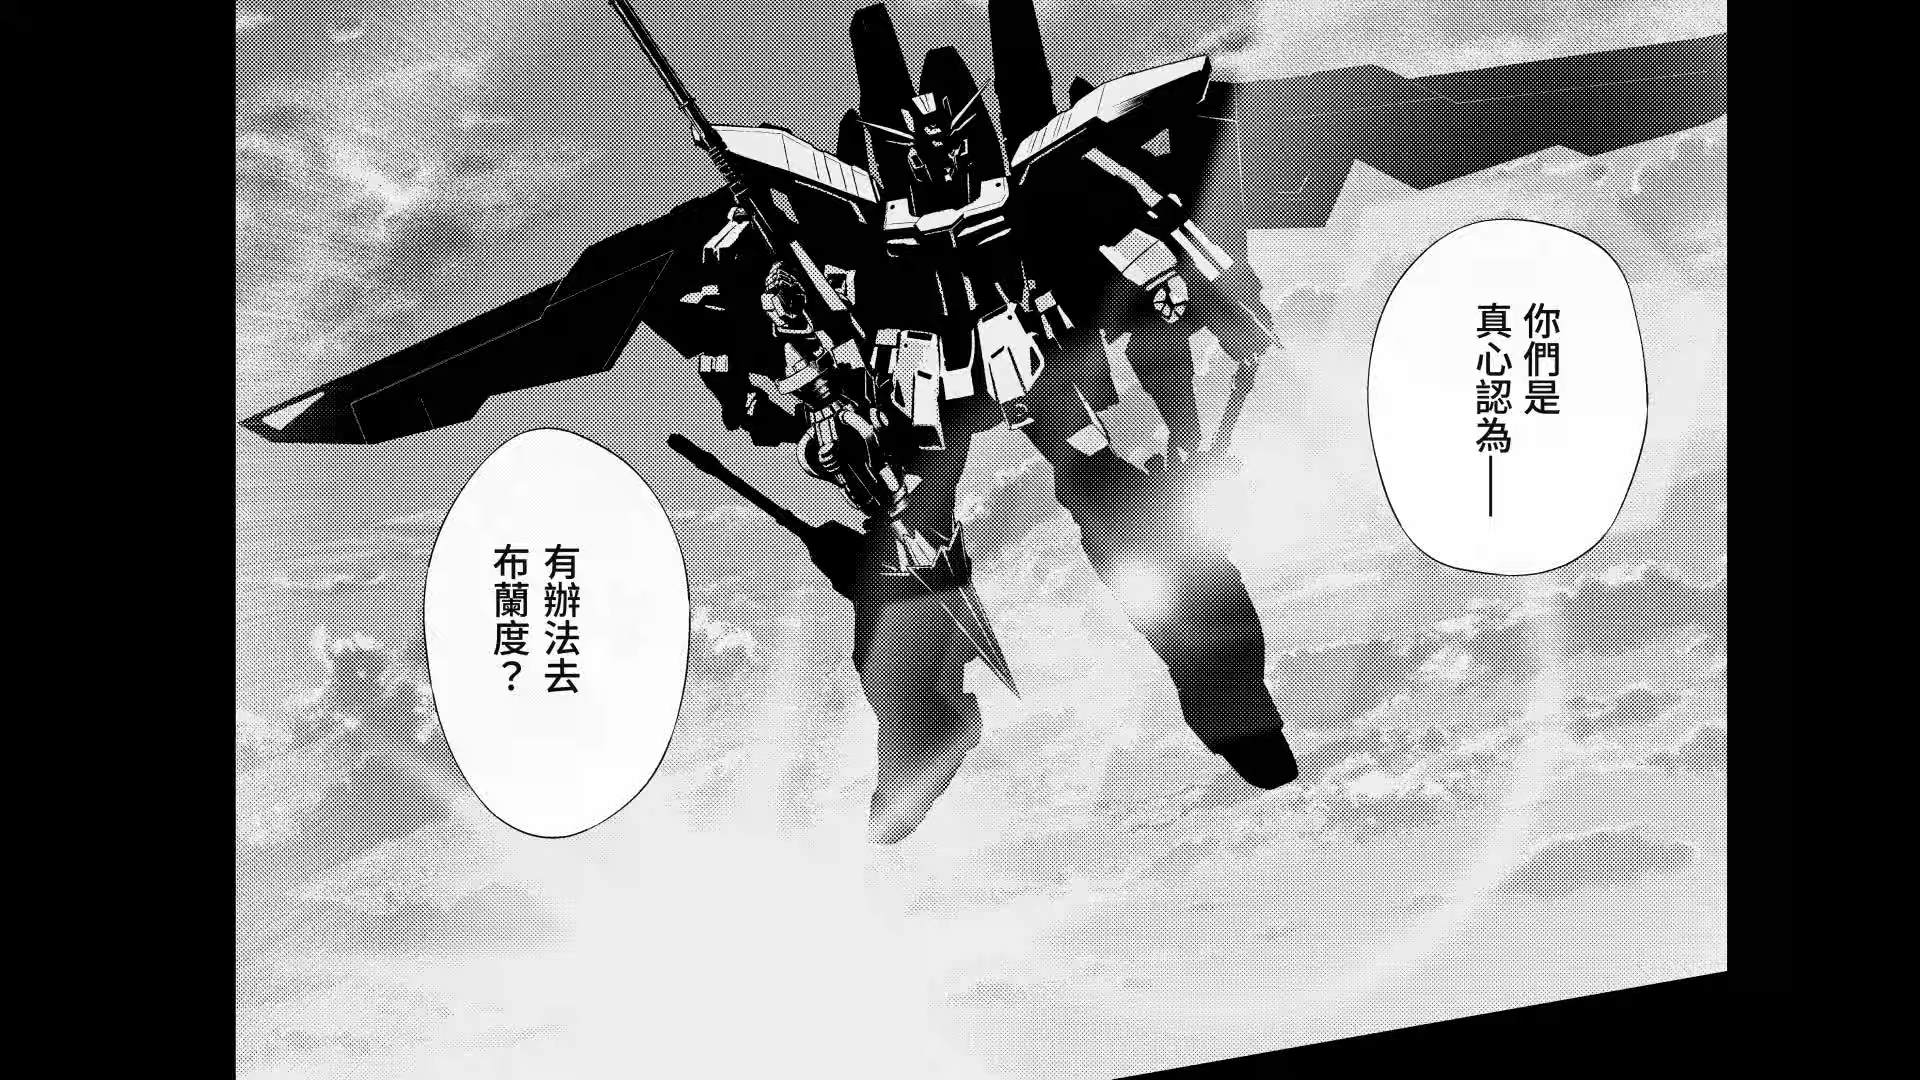 你們是
真心認為——
有辦法去
布蘭度？